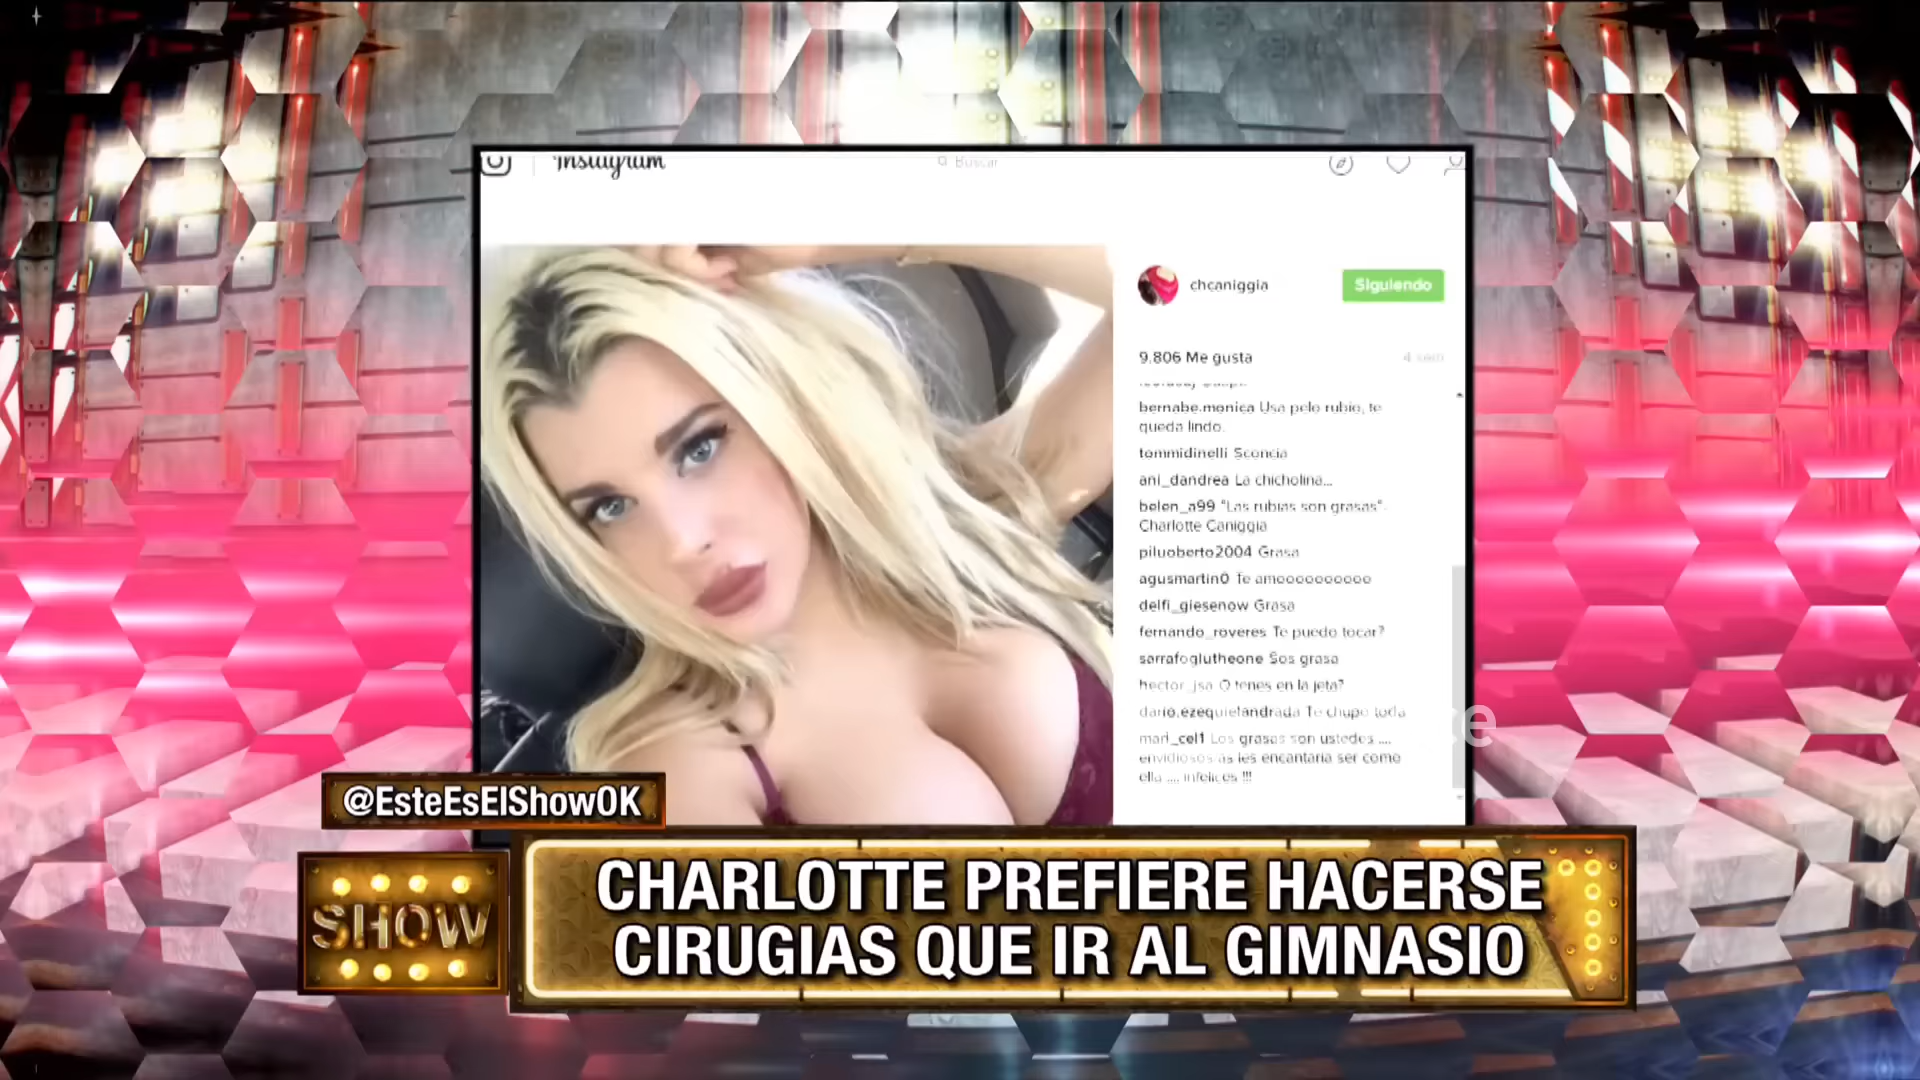 Instagram
Buscar
chcaniggia
Siguiendo
9.806 Me gusta
4 sem
bernabe.monica Usa pelo rubio, te
queda lindo.
tommidinelli Sconcia
ani_dandrea La chicholina...
belen_a99 "Las rubias son grasas".
Charlotte Caniggia
piluoberto2004 Grasa
agusmartin0 Te amoooooooooo
delfi_giesenow Grasa
fernando_roveres Te puedo tocar?
sarrafoglutheone Sos grasa
hector_jsa Q tenes en la jeta?
dario.ezequielandrada Te chupo toda
mari_cel1 Los grasas son ustedes ....
envidiosos as les encantaria ser como
ella .... infelices !!!
@EsteEsElShowOK
SHOW
CHARLOTTE PREFIERE HACERSE
CIRUGIAS QUE IR AL GIMNASIO